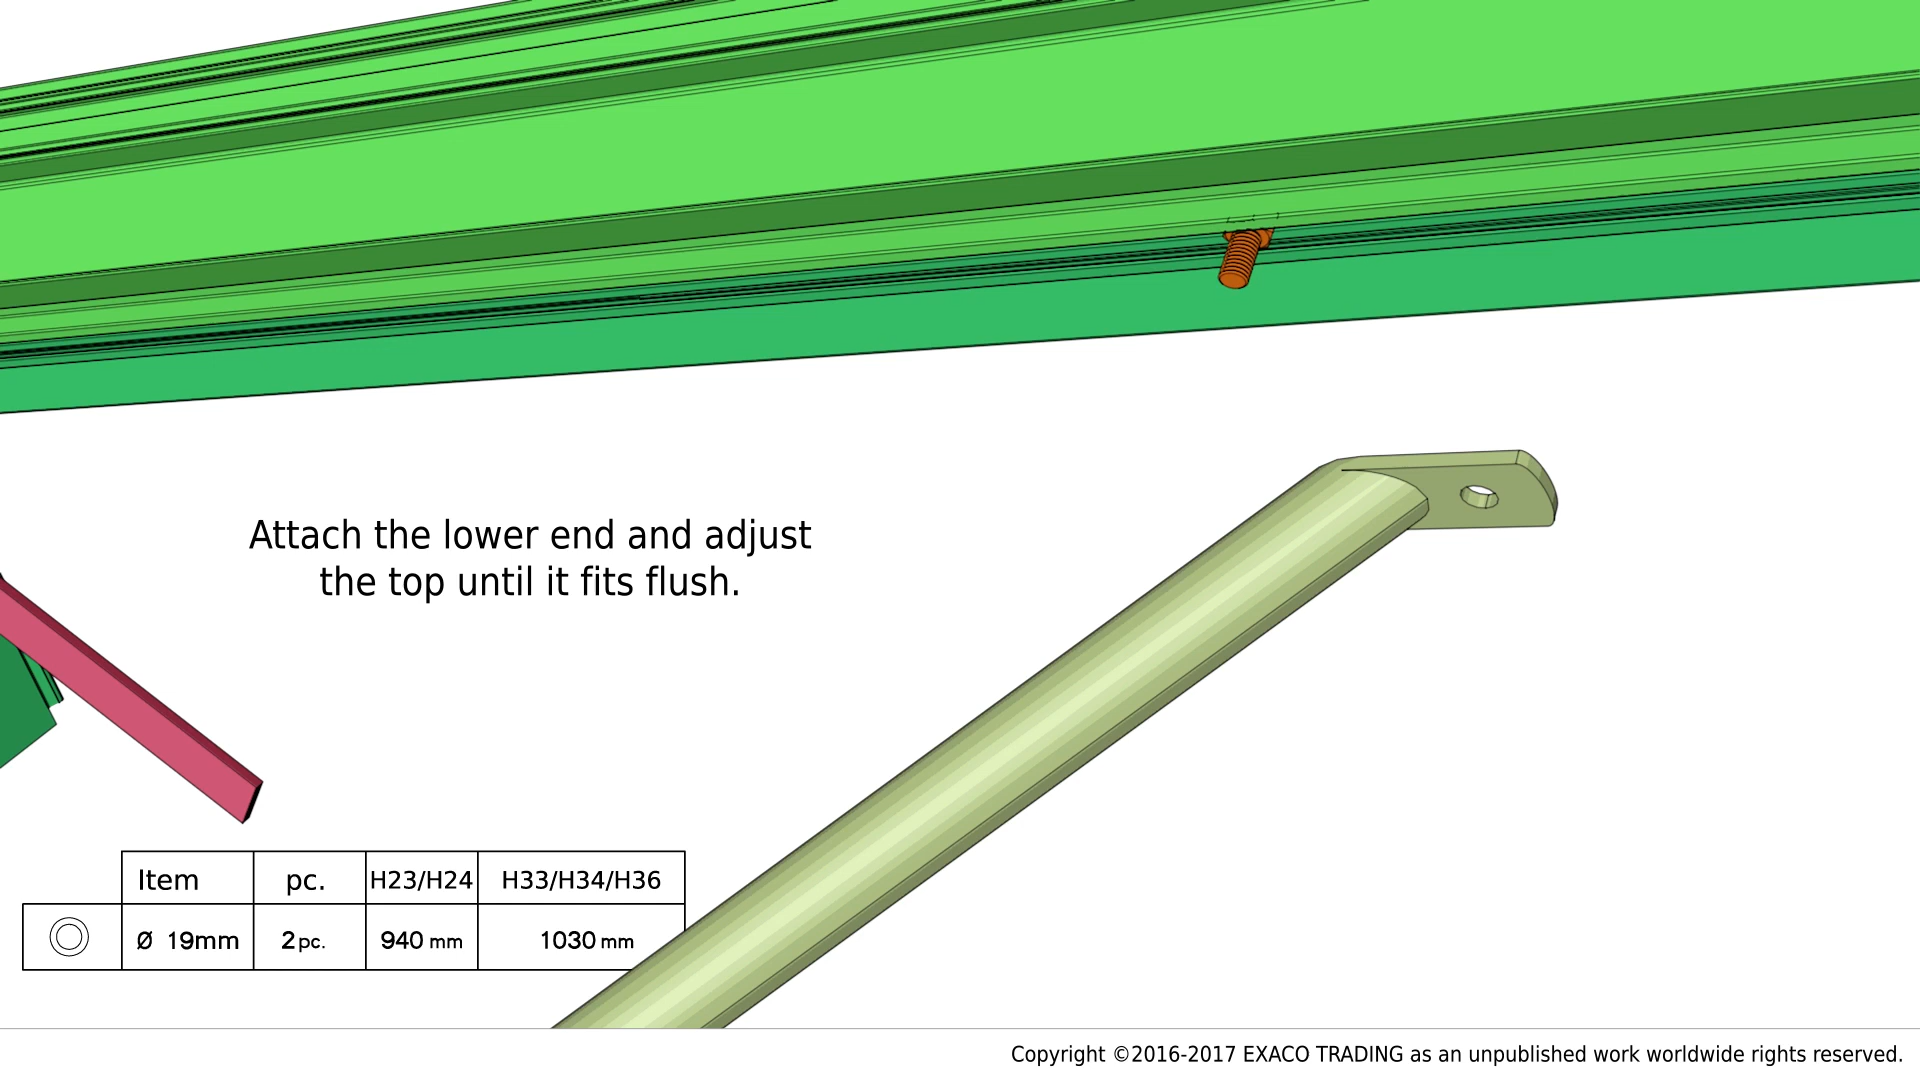 Attach the lower end and adjust
the top until it fits flush.
Item pc. H23/H24 H33/H34/H36
Ø 19mm 2 pc. 940 mm 1030 mm
Copyright ©2016-2017 EXACO TRADING as an unpublished work worldwide rights reserved.